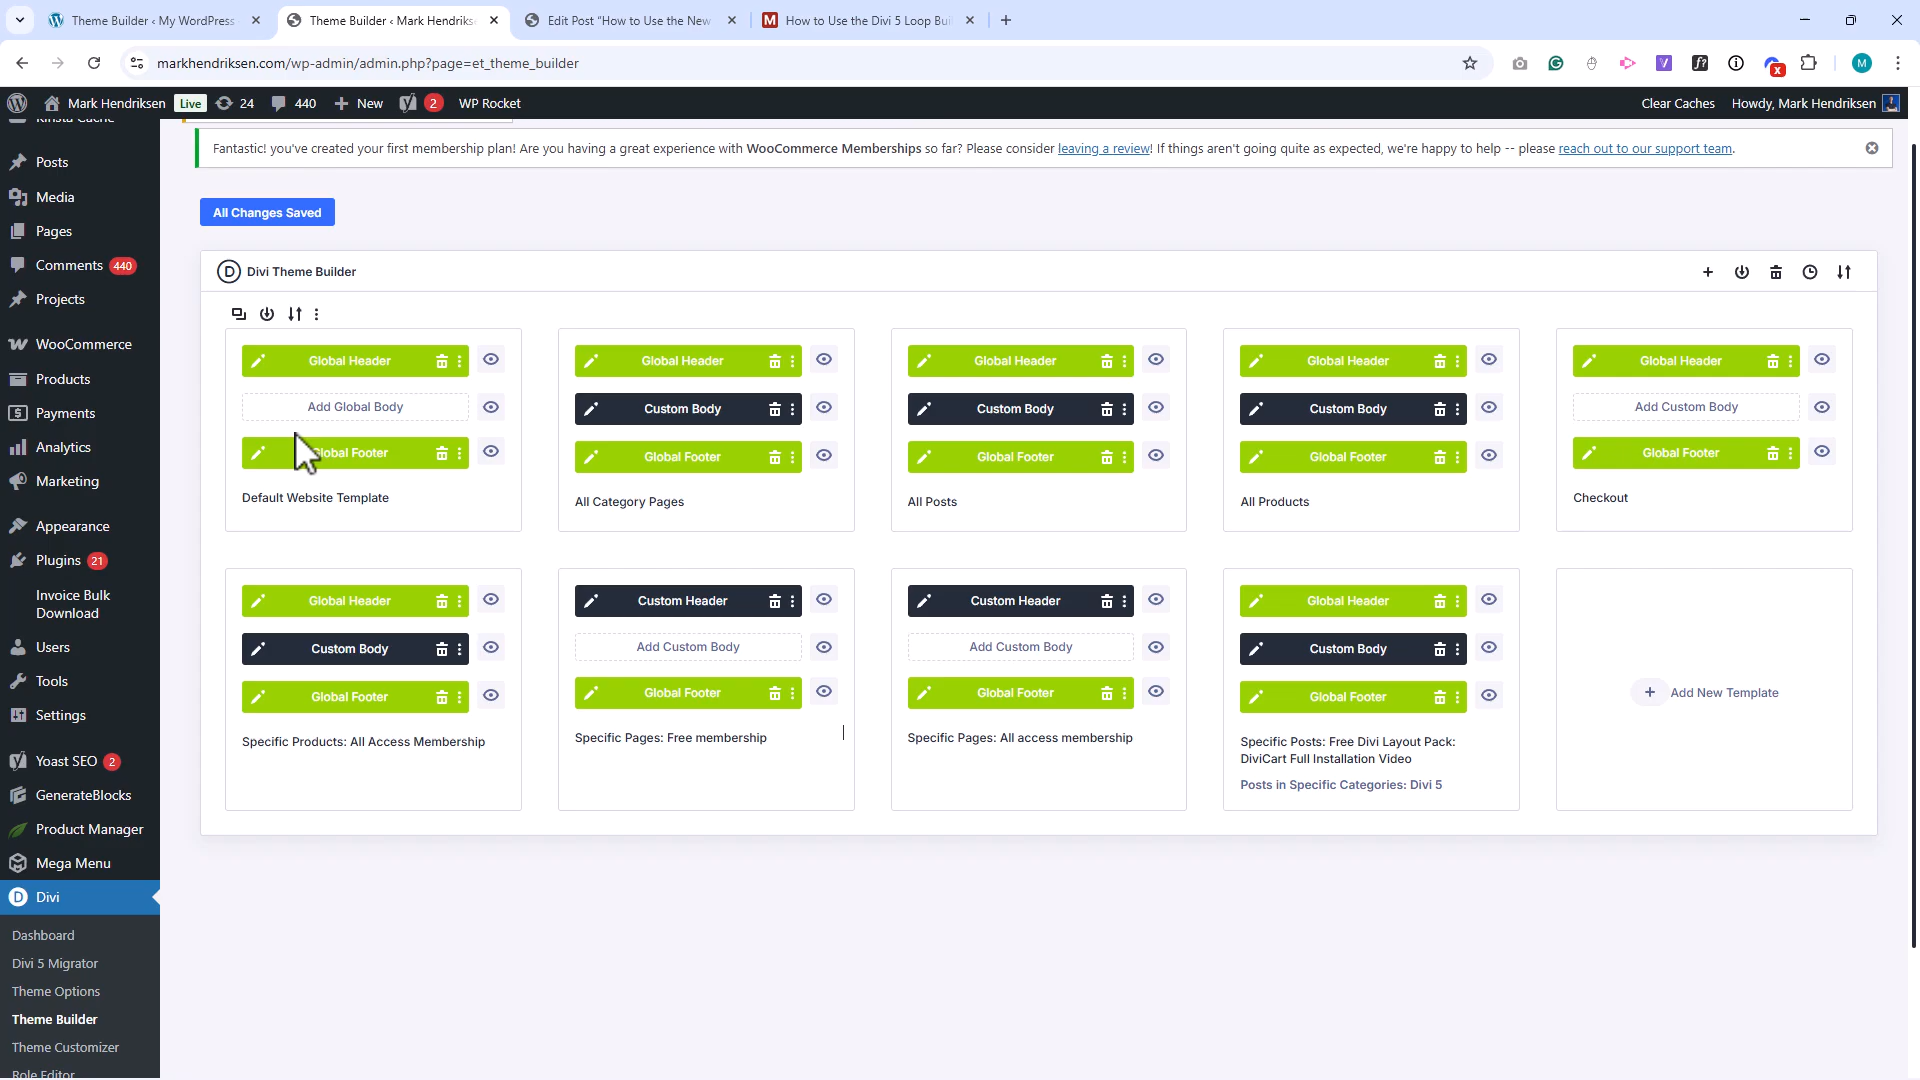 Theme Builder ‹ My WordPress
Theme Builder ‹ Mark Hendrikse
Edit Post "How to Use the New
How to Use the Divi 5 Loop Bui
markhendriksen.com/wp-admin/admin.php?page=et_theme_builder
Mark Hendriksen Live 24 440 New 2 WP Rocket
Clear Caches Howdy, Mark Hendriksen
Kinsta Cache
Posts
Media
Pages
Comments 440
Projects
WooCommerce
Products
Payments
Analytics
Marketing
Appearance
Plugins 21
Invoice Bulk
Download
Users
Tools
Settings
Yoast SEO 2
GenerateBlocks
Product Manager
Mega Menu
Divi
Dashboard
Divi 5 Migrator
Theme Options
Theme Builder
Theme Customizer
Role Editor
Fantastic! you've created your first membership plan! Are you having a great experience with WooCommerce Memberships so far? Please consider leaving a review! If things aren't going quite as expected, we're happy to help -- please reach out to our support team.
All Changes Saved
Divi Theme Builder
Global Header
Add Global Body
Global Footer
Default Website Template
Global Header
Custom Body
Global Footer
All Category Pages
Global Header
Custom Body
Global Footer
All Posts
Global Header
Custom Body
Global Footer
All Products
Global Header
Add Custom Body
Global Footer
Checkout
Global Header
Custom Body
Global Footer
Specific Products: All Access Membership
Custom Header
Add Custom Body
Global Footer
Specific Pages: Free membership
Custom Header
Add Custom Body
Global Footer
Specific Pages: All access membership
Global Header
Custom Body
Global Footer
Specific Posts: Free Divi Layout Pack:
DiviCart Full Installation Video
Posts in Specific Categories: Divi 5
Add New Template